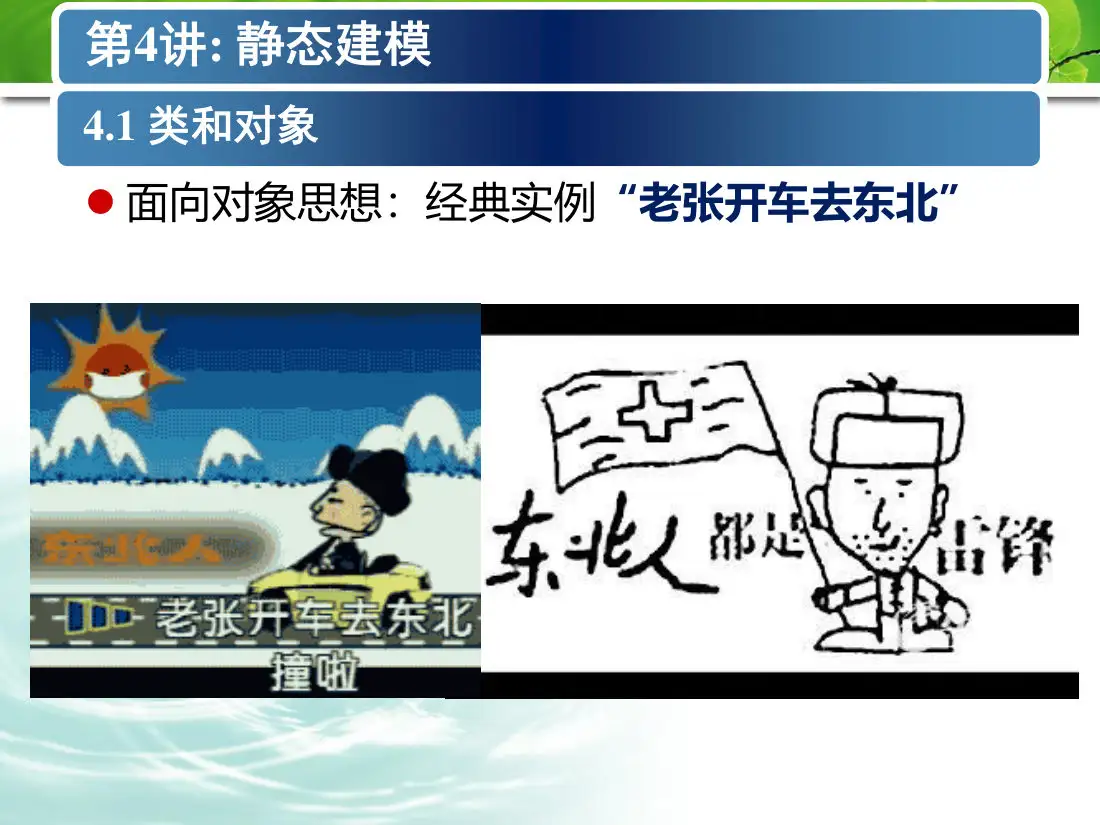 第4讲: 静态建模
4.1 类和对象
面向对象思想：经典实例“老张开车去东北”
东北人
老张开车去东北
撞啦
东北人都是雷锋